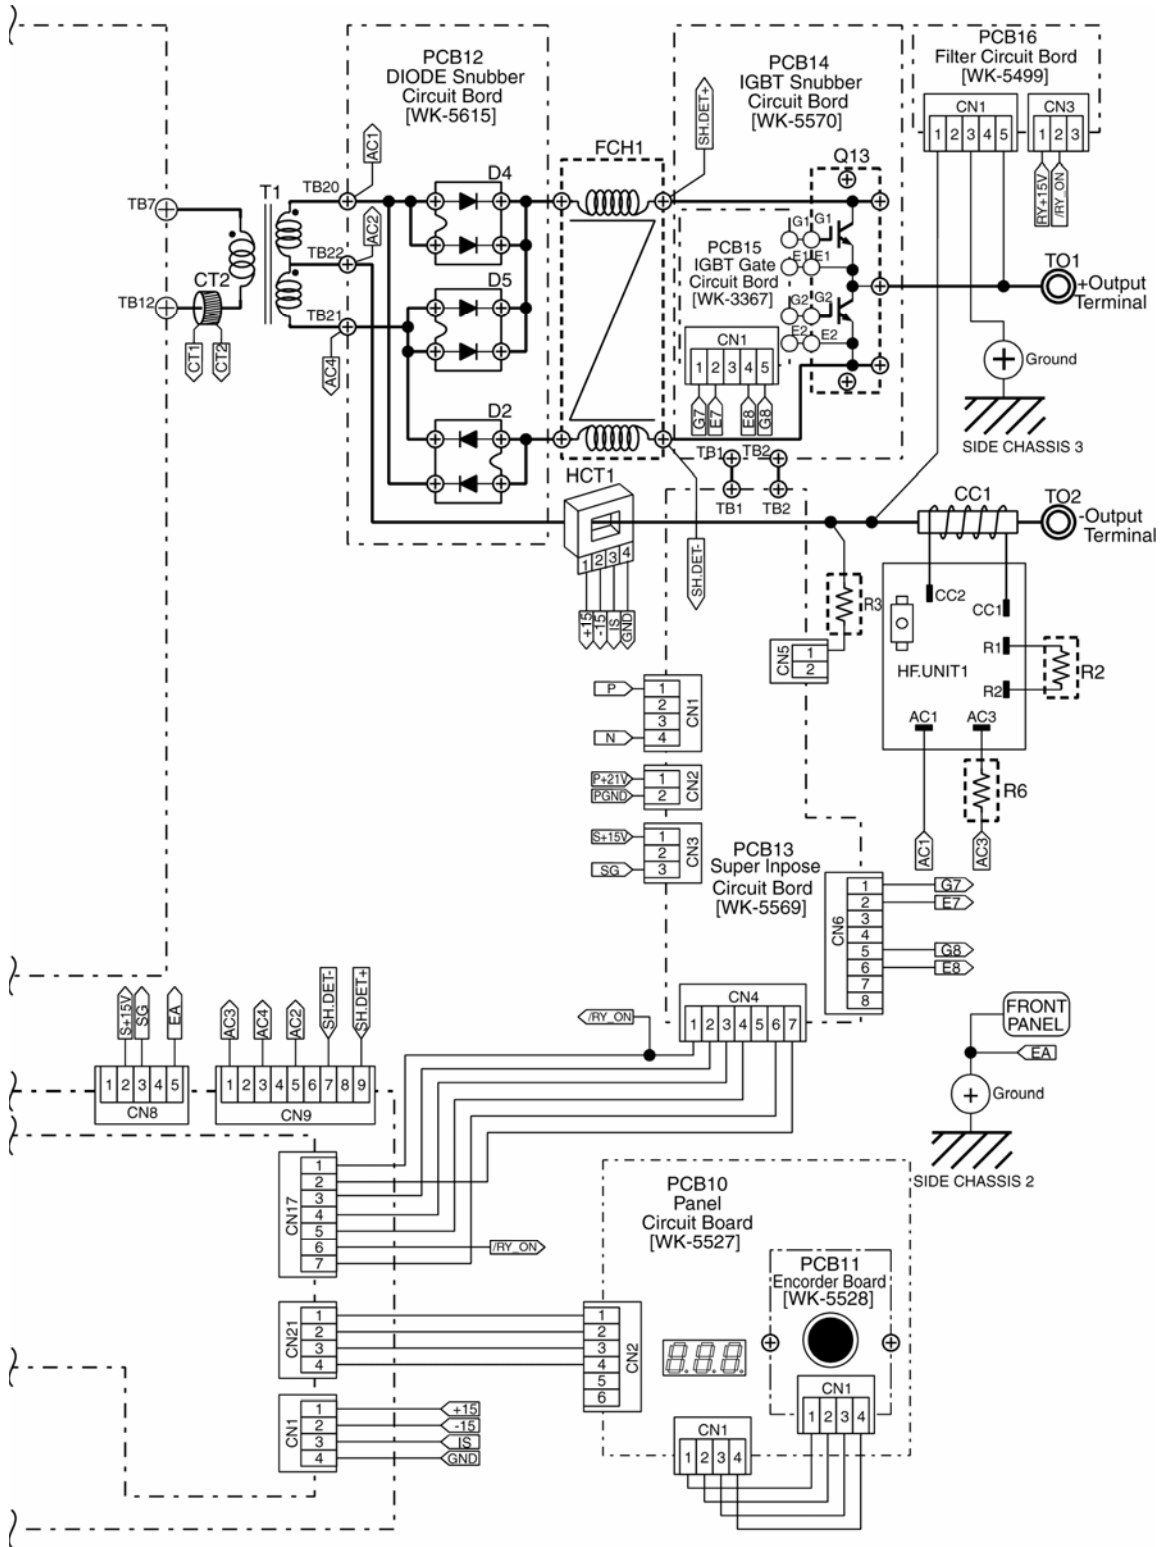 PCB12
DIODE Snubber
Circuit Bord
[WK-5615]
PCB14
IGBT Snubber
Circuit Bord
[WK-5570]
PCB16
Filter Circuit Bord
[WK-5499]
CN1
1 2 3 4 5
CN3
1 2 3
RY+15V
/RY_ON
SH.DET+
AC1
FCH1
Q13
D4
T1
TB20
TB7
AC2
TB22
CT2
TB12
TB21
CT1
CT2
AC4
D5
D2
PCB15
IGBT Gate
Circuit Bord
[WK-3367]
G1 G1
E1 E1
G2 G2
E2 E2
CN1
1 2 3 4 5
G7
E7
E8
G8
TO1
+Output
Terminal
Ground
SIDE CHASSIS 3
TB1 TB2
TB1 TB2
HCT1
1 2 3 4
+15
-15
IS
GND
SH.DET-
CC1
TO2
-Output
Terminal
CC2
CC1
R3
R1
HF.UNIT1
R2
R2
AC1
AC3
R6
AC1
AC3
CN5
1
2
P
N
1
2
3
4
CN1
P+21V
PGND
1
2
CN2
S+15V
SG
1
2
3
CN3
PCB13
Super Inpose
Circuit Bord
[WK-5569]
CN6
1
2
3
4
5
6
7
8
G7
E7
G8
E8
S+15V
SG
EA
AC3
AC4
AC2
SH.DET-
SH.DET+
/RY_ON
CN4
1 2 3 4 5 6 7
FRONT
PANEL
EA
Ground
SIDE CHASSIS 2
1 2 3 4 5
CN8
1 2 3 4 5 6 7 8 9
CN9
CN17
1
2
3
4
5
6
7
/RY_ON
PCB10
Panel
Circuit Board
[WK-5527]
PCB11
Encorder Board
[WK-5528]
CN21
1
2
3
4
1
2
3
4
5
6
CN2
8.8.8.
CN1
1 2 3 4
CN1
1 2 3 4
CN1
1
2
3
4
+15
-15
IS
GND